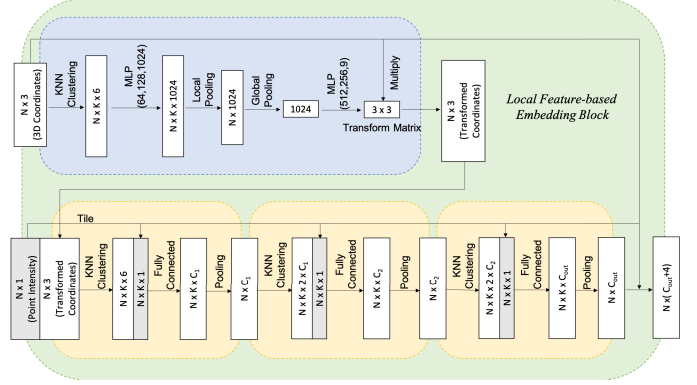 N x 3
(3D Coordinates)
KNN
Clustering
N x K x 6
MLP
(64,128,1024)
N x K x 1024
Local
Pooling
N x 1024
Global
Pooling
1024
MLP
(512,256,9)
Multiply
3 x 3
Transform Matrix
N x 3
(Transformed
Coordinates)
Local Feature-based
Embedding Block
Tile
N x 1
(Point Intensity)
N x 3
(Transformed
Coordinates)
KNN
Clustering
N x K x 6
N x K x 1
Fully
Connected
N x K x C₁
Pooling
N x C₁
KNN
Clustering
N x K x 2 x C₁
N x K x 1
Fully
Connected
N x K x C₂
Pooling
N x C₂
KNN
Clustering
N x K x 2 x C₂
N x K x 1
Fully
Connected
N x K x Cout
Pooling
N x Cout
N x( Cout+4)